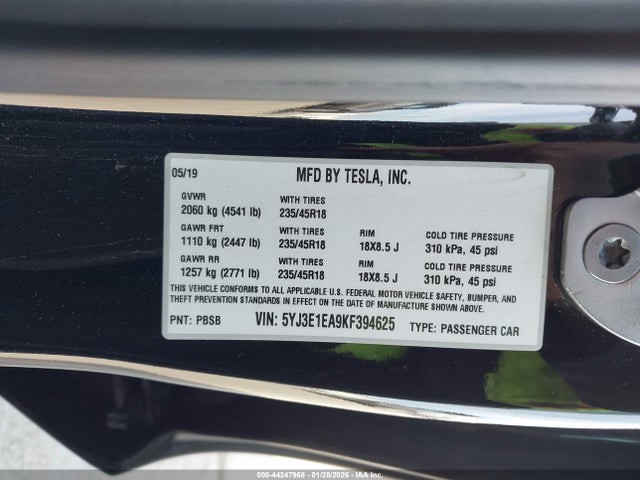 05/19 MFD BY TESLA, INC.
GVWR WITH TIRES
2060 kg (4541 lb) 235/45R18
GAWR FRT WITH TIRES RIM COLD TIRE PRESSURE
1110 kg (2447 lb) 235/45R18 18X8.5 J 310 kPa, 45 psi
GAWR RR WITH TIRES RIM COLD TIRE PRESSURE
1257 kg (2771 lb) 235/45R18 18X8.5 J 310 kPa, 45 psi
THIS VEHICLE CONFORMS TO ALL APPLICABLE U.S. FEDERAL MOTOR VEHICLE SAFETY, BUMPER, AND
THEFT PREVENTION STANDARDS IN EFFECT ON THE DATE OF MANUFACTURE SHOWN ABOVE.
PNT: PBSB VIN: 5YJ3E1EA9KF394625 TYPE: PASSENGER CAR
000-44247968 | 01/28/2026 - IAA, Inc.